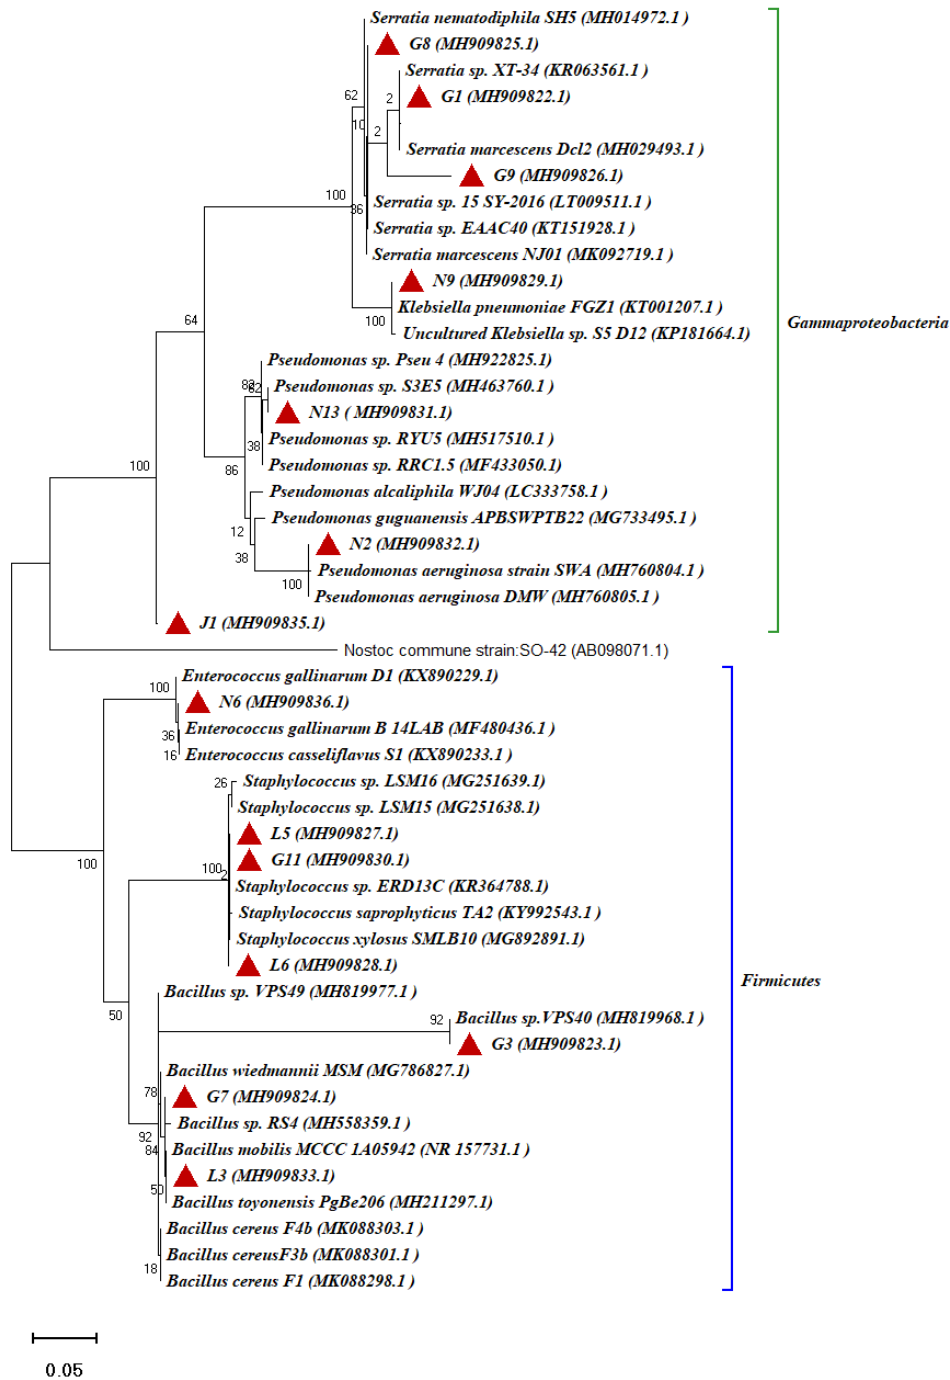 Serratia nematodiphila SH5 (MH014972.1 )
G8 (MH909825.1)
Serratia sp. XT-34 (KR063561.1 )
62
2
G1 (MH909822.1)
10
2
Serratia marcescens Dcl2 (MH029493.1 )
G9 (MH909826.1)
100
Serratia sp. 15 SY-2016 (LT009511.1 )
36
Serratia sp. EAAC40 (KT151928.1 )
Serratia marcescens NJ01 (MK092719.1 )
N9 (MH909829.1)
Klebsiella pneumoniae FGZ1 (KT001207.1 )
100
Uncultured Klebsiella sp. S5 D12 (KP181664.1)
Gammaproteobacteria
64
Pseudomonas sp. Pseu 4 (MH922825.1)
Pseudomonas sp. S3E5 (MH463760.1 )
62
N13 ( MH909831.1)
Pseudomonas sp. RYU5 (MH517510.1 )
38
Pseudomonas sp. RRC1.5 (MF433050.1)
86
100
Pseudomonas alcaliphila WJ04 (LC333758.1 )
Pseudomonas guguanensis APBSWPTB22 (MG733495.1 )
12
N2 (MH909832.1)
38
Pseudomonas aeruginosa strain SWA (MH760804.1 )
100
Pseudomonas aeruginosa DMW (MH760805.1 )
J1 (MH909835.1)
Nostoc commune strain:SO-42 (AB098071.1)
Enterococcus gallinarum D1 (KX890229.1)
100
N6 (MH909836.1)
Enterococcus gallinarum B 14LAB (MF480436.1 )
36
Enterococcus casseliflavus S1 (KX890233.1 )
16
Staphylococcus sp. LSM16 (MG251639.1)
26
Staphylococcus sp. LSM15 (MG251638.1)
L5 (MH909827.1)
100
G11 (MH909830.1)
100
2
Staphylococcus sp. ERD13C (KR364788.1)
Staphylococcus saprophyticus TA2 (KY992543.1 )
Staphylococcus xylosus SMLB10 (MG892891.1)
L6 (MH909828.1)
Firmicutes
Bacillus sp. VPS49 (MH819977.1 )
50
92
Bacillus sp.VPS40 (MH819968.1 )
G3 (MH909823.1)
Bacillus wiedmannii MSM (MG786827.1)
78
G7 (MH909824.1)
Bacillus sp. RS4 (MH558359.1 )
92
Bacillus mobilis MCCC 1A05942 (NR 157731.1 )
84
L3 (MH909833.1)
50
Bacillus toyonensis PgBe206 (MH211297.1)
Bacillus cereus F4b (MK088303.1 )
Bacillus cereusF3b (MK088301.1 )
18
Bacillus cereus F1 (MK088298.1 )
0.05